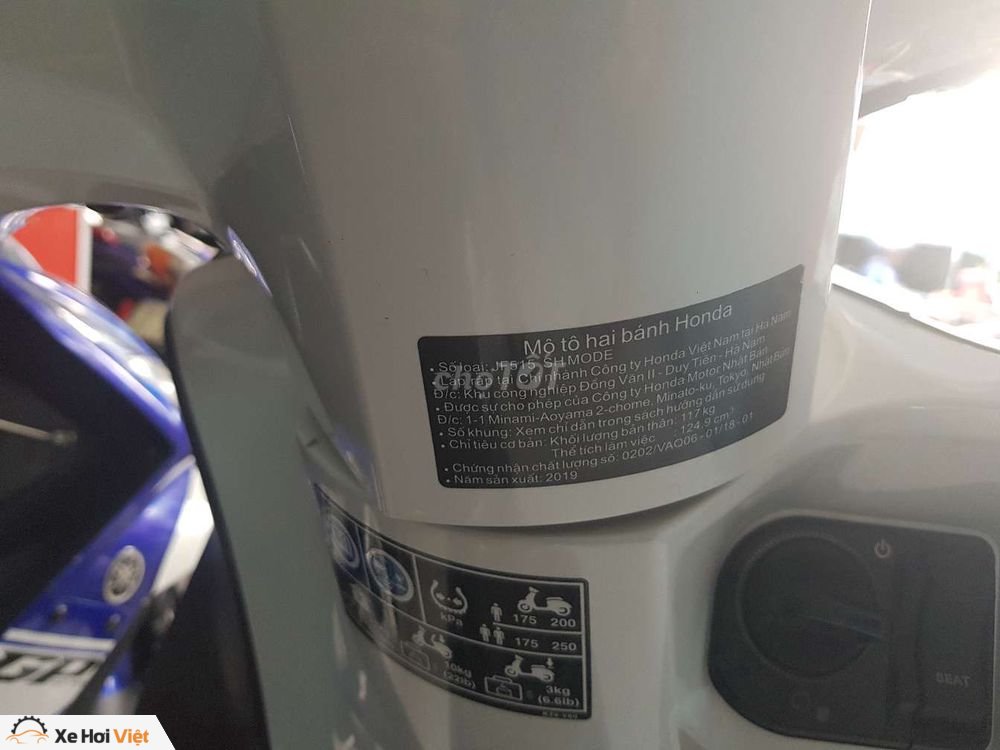 Mô tô hai bánh Honda
• Số loại: JF515 SH MODE
• Lắp ráp tại Chi nhánh Công ty Honda Việt Nam tại Hà Nam
Đ/c: Khu công nghiệp Đồng Văn II - Duy Tiên - Hà Nam
• Được sự cho phép của Công ty Honda Motor Nhật Bản
Đ/c: 1-1 Minami-Aoyama 2-chome, Minato-ku, Tokyo, Nhật Bản
• Số khung: Xem chỉ dẫn trong sách hướng dẫn sử dụng
• Chỉ tiêu cơ bản: Khối lượng bản thân: 117 kg
Thể tích làm việc : 124,9 cm³
• Chứng nhận chất lượng số: 0202/VAQ06 - 01/18 - 01
• Năm sản xuất: 2019
chợTỐT
kPa
175 200
175 250
10kg
(22lb)
3kg
(6.6lb)
SEAT
GP
Xe Hơi Việt